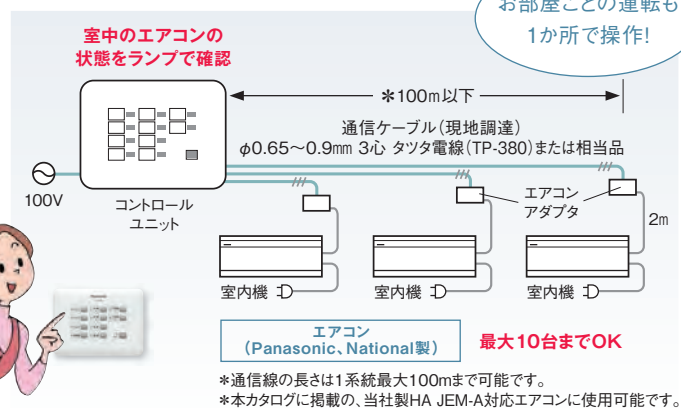 お部屋ごとの運転も
1か所で操作!
室中のエアコンの
状態をランプで確認
＊100m以下
通信ケーブル（現地調達）
φ0.65～0.9mm 3心 タツタ電線（TP-380）または相当品
100V
コントロール
ユニット
エアコン
アダプタ
2m
室内機
室内機
室内機
エアコン
（Panasonic、National製）
最大10台までOK
＊通信線の長さは1系統最大100mまで可能です。
＊本カタログに掲載の、当社製HA JEM-A対応エアコンに使用可能です。